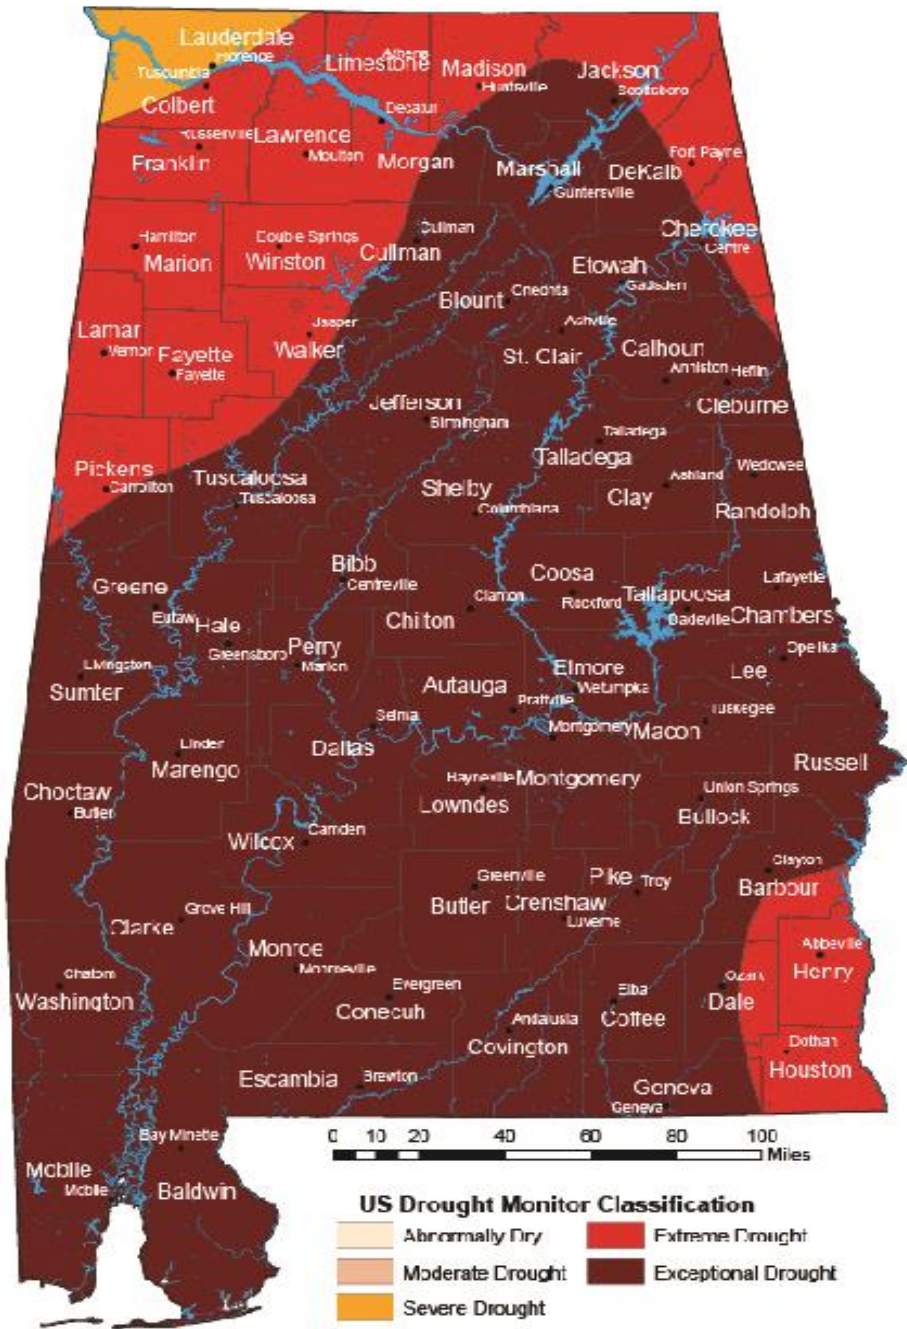 Lauderdale
Florence
Tuscumbia
Colbert
Athens
Limestone
Madison
Huntsville
Jackson
Scottsboro
Decatur
Russellville
Lawrence
Moulton
Franklin
Morgan
Marshall
Guntersville
Fort Payne
DeKalb
Cherokee
Centre
Hamilton
Marion
Double Springs
Winston
Cullman
Cullman
Etowah
Gadsden
Blount
Oneonta
Ashville
St. Clair
Jasper
Walker
Lamar
Vernon
Fayette
Fayette
Calhoun
Anniston
Heflin
Cleburne
Jefferson
Birmingham
Talladega
Talladega
Pickens
Carrollton
Tuscaloosa
Tuscaloosa
Shelby
Columbiana
Ashland
Clay
Wedowee
Randolph
Bibb
Centreville
Greene
Eutaw
Hale
Greensboro
Perry
Marion
Chilton
Clanton
Coosa
Rockford
Tallapoosa
Dadeville
Lafayette
Chambers
Opelika
Lee
Livingston
Sumter
Autauga
Prattville
Elmore
Wetumpka
Selma
Dallas
Montgomery
Macon
Tuskegee
Linden
Marengo
Russell
Choctaw
Butler
Hayneville
Montgomery
Lowndes
Union Springs
Bullock
Wilcox
Camden
Clayton
Barbour
Greenville
Butler
Pike
Troy
Crenshaw
Luverne
Grove Hill
Clarke
Monroe
Monroeville
Abbeville
Henry
Chatom
Washington
Evergreen
Conecuh
Elba
Coffee
Ozark
Dale
Andalusia
Covington
Dothan
Houston
Escambia
Brewton
Geneva
Geneva
Bay Minette
Mobile
Mobile
Baldwin
0 10 20 40 60 80 100
Miles
US Drought Monitor Classification
Abnormally Dry
Extreme Drought
Moderate Drought
Exceptional Drought
Severe Drought